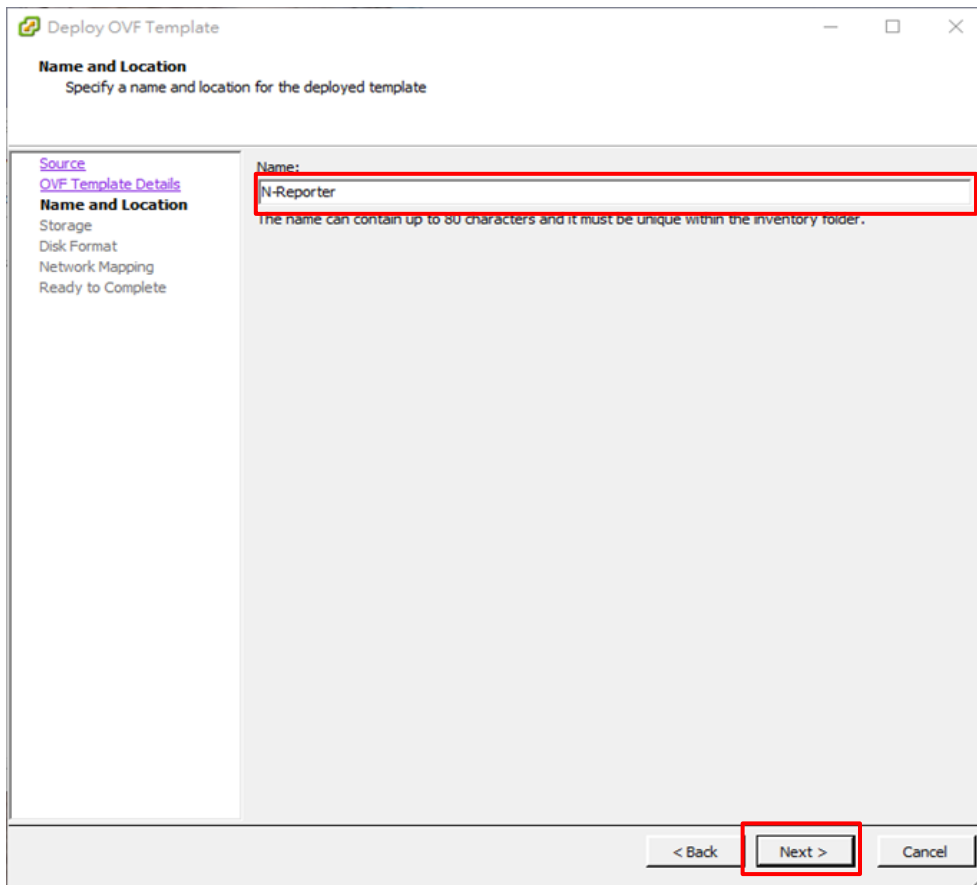 Deploy OVF Template
Name and Location
Specify a name and location for the deployed template
Source
OVF Template Details
Name and Location
Storage
Disk Format
Network Mapping
Ready to Complete
Name:
N-Reporter
The name can contain up to 80 characters and it must be unique within the inventory folder.
< Back
Next >
Cancel